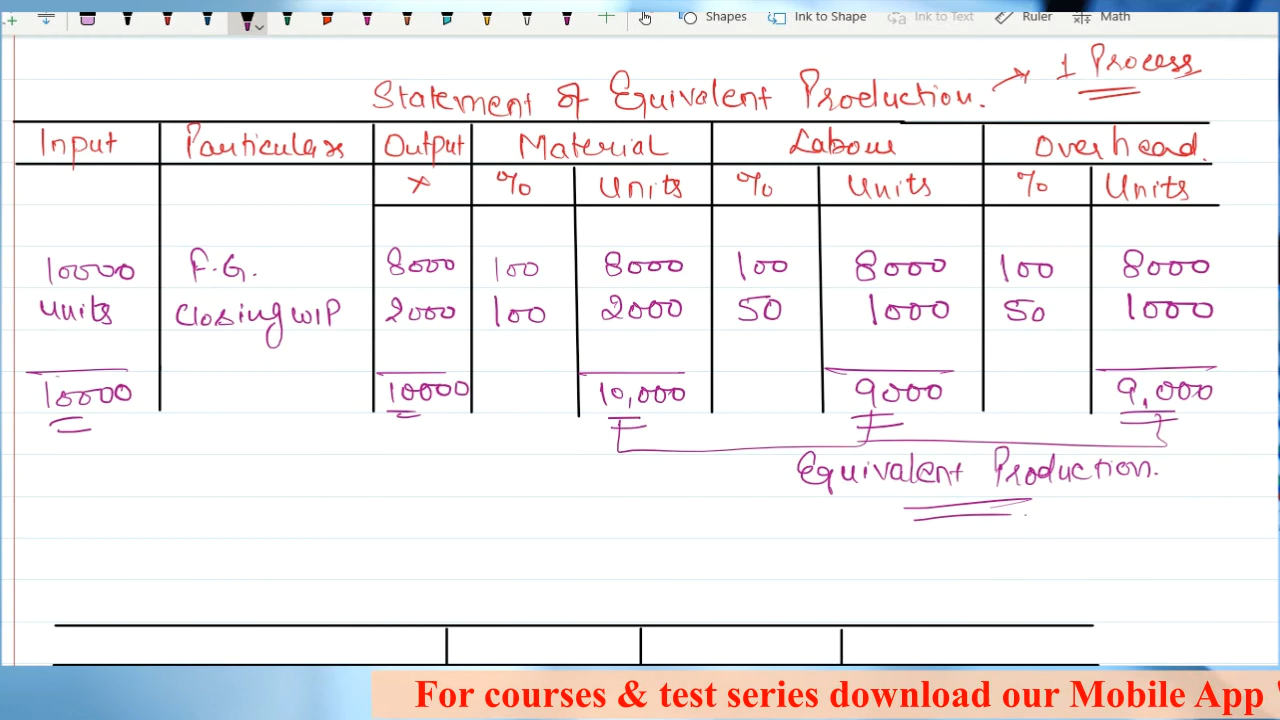 Shapes Ink to Shape Ink to Text Ruler Math
Statement of Equivalent Production. → 1 Process
Input Particulars Output Material Labour Overhead.
x % Units % Units % Units
10000 F.G. 8000 100 8000 100 8000 100 8000
Units Closing WIP 2000 100 2000 50 1000 50 1000
10000 10000 10,000 9000 9,000
Equivalent Production.
For courses & test series download our Mobile App